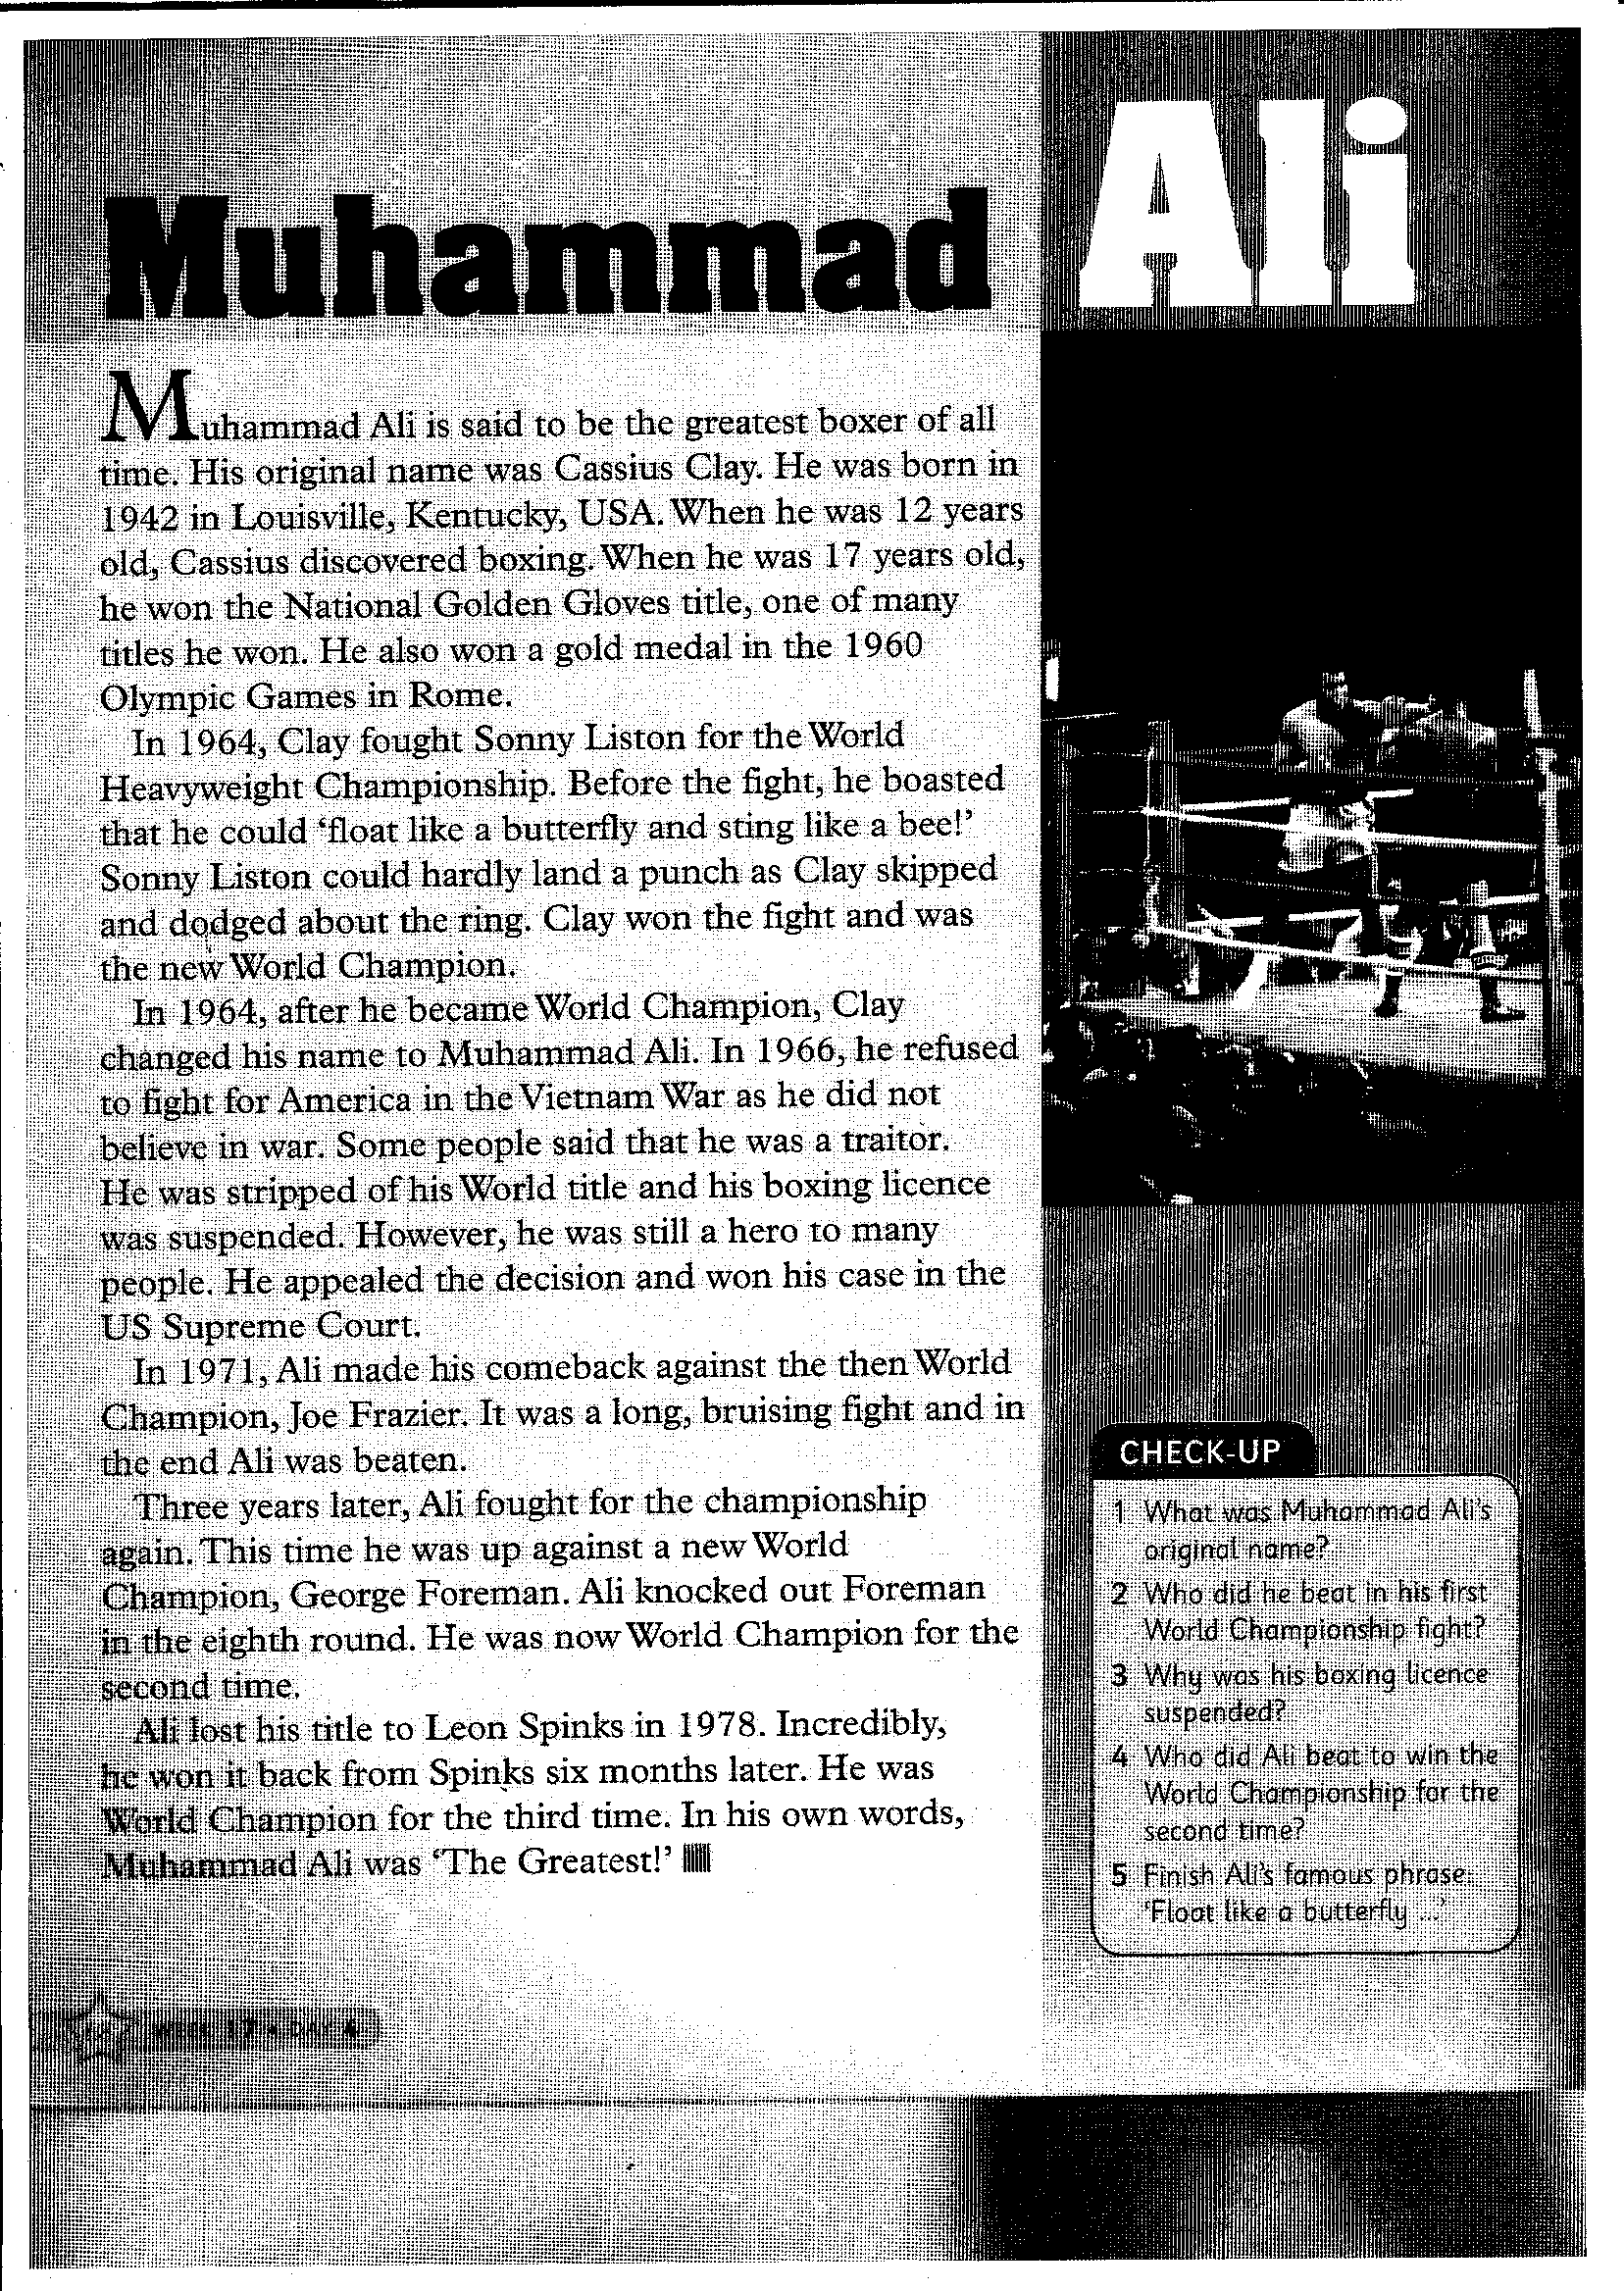 Muhammad Ali
Muhammad Ali is said to be the greatest boxer of all
time. His original name was Cassius Clay. He was born in
1942 in Louisville, Kentucky, USA. When he was 12 years
old, Cassius discovered boxing. When he was 17 years old,
he won the National Golden Gloves title, one of many
titles he won. He also won a gold medal in the 1960
Olympic Games in Rome.
In 1964, Clay fought Sonny Liston for the World
Heavyweight Championship. Before the fight, he boasted
that he could ‘float like a butterfly and sting like a bee!’
Sonny Liston could hardly land a punch as Clay skipped
and dodged about the ring. Clay won the fight and was
the new World Champion.
In 1964, after he became World Champion, Clay
changed his name to Muhammad Ali. In 1966, he refused
to fight for America in the Vietnam War as he did not
believe in war. Some people said that he was a traitor.
He was stripped of his World title and his boxing licence
was suspended. However, he was still a hero to many
people. He appealed the decision and won his case in the
US Supreme Court.
In 1971, Ali made his comeback against the then World
Champion, Joe Frazier. It was a long, bruising fight and in
the end Ali was beaten.
Three years later, Ali fought for the championship
again. This time he was up against a new World
Champion, George Foreman. Ali knocked out Foreman
in the eighth round. He was now World Champion for the
second time.
Ali lost his title to Leon Spinks in 1978. Incredibly,
he won it back from Spinks six months later. He was
World Champion for the third time. In his own words,
Muhammad Ali was ‘The Greatest!’
CHECK-UP
1 What was Muhammad Ali's
original name?
2 Who did he beat in his first
World Championship fight?
3 Why was his boxing licence
suspended?
4 Who did Ali beat to win the
World Championship for the
second time?
5 Finish Ali's famous phrase:
‘Float like a butterfly ...’
WEEK 17 • DAY 4